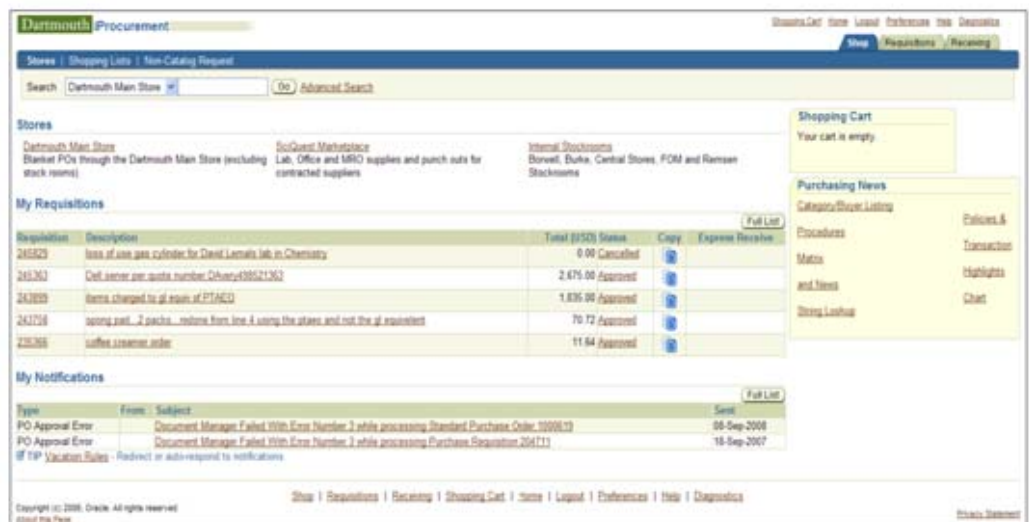 Dartmouth iProcurement
Shopping Cart Home Logout Preferences Help Diagnostics
Shop Requisitions Receiving
Stores | Shopping Lists | Non-Catalog Request
Search Dartmouth Main Store Go Advanced Search
Stores
Dartmouth Main Store
Blanket POs through the Dartmouth Main Store (excluding
stock rooms)
SciQuest Marketplace
Lab, Office and MRO supplies and punch outs for
contracted suppliers
Internal Stockrooms
Borwell, Burke, Central Stores, FOM and Remsen
Stockrooms
Shopping Cart
Your cart is empty.
Purchasing News
Category/Buyer Listing
Policies &
Procedures
Transaction
Matrix
Highlights
and News
Chart
String Lookup
My Requisitions
Full List
Requisition Description Total (USD) Status Copy Express Receive
245829 loss of use gas cylinder for David Lemals lab in Chemistry 0.00 Cancelled
245363 Dell server per quote number DAvery498521363 2,675.00 Approved
243899 items charged to gl equin of PTAEO 1,835.00 Approved
243758 spong part...2 packs...redone from line 4 using the ptaeo and not the gl equivelent 70.72 Approved
235366 coffee creamer order 11.64 Approved
My Notifications
Full List
Type From Subject Sent
PO Approval Error Document Manager Failed With Error Number 3 while processing Standard Purchase Order 1000619 08-Sep-2008
PO Approval Error Document Manager Failed With Error Number 3 while processing Purchase Requisition 204711 18-Sep-2007
TIP Vacation Rules - Redirect or auto-respond to notifications
Shop | Requisitions | Receiving | Shopping Cart | Home | Logout | Preferences | Help | Diagnostics
Copyright (c) 2006, Oracle. All rights reserved.
About this Page
Privacy Statement